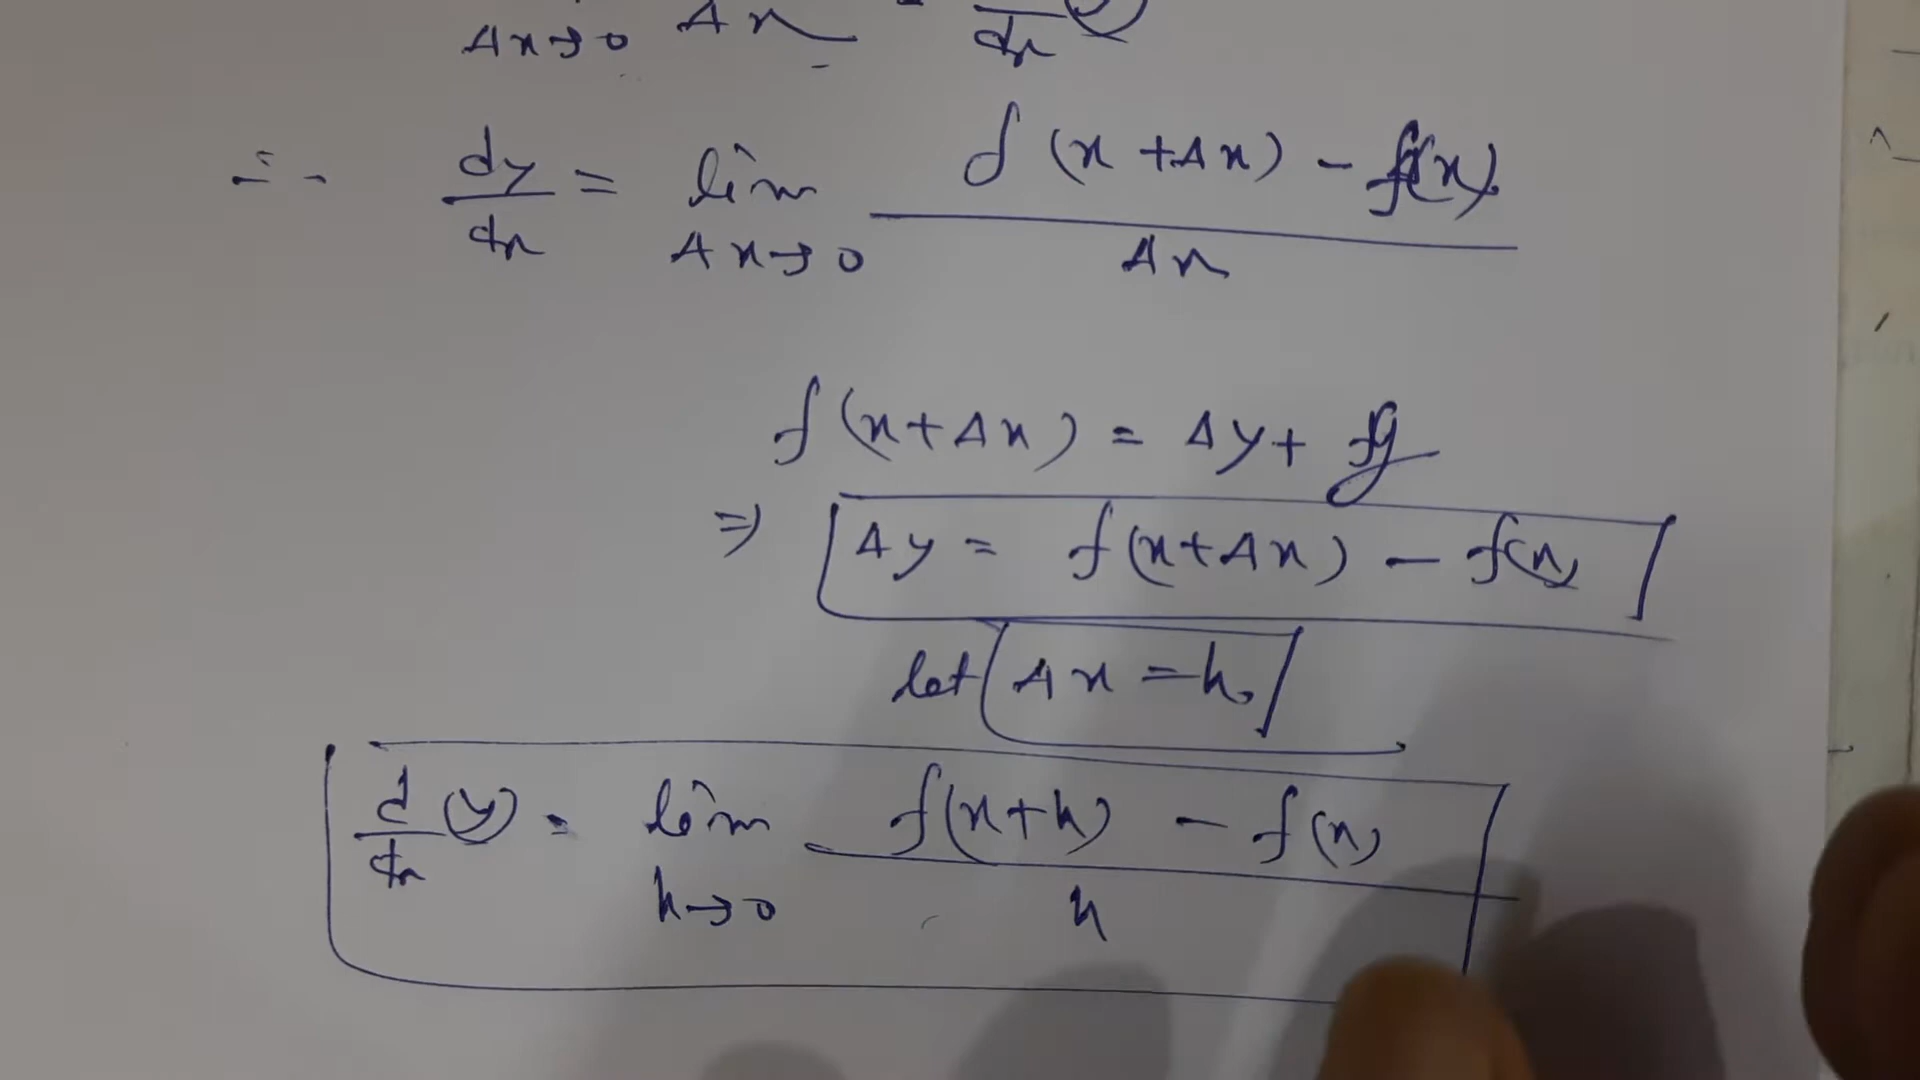 Δx→0 Δx dx
∴ dy/dx = lim Δx→0 f(x+Δx) - f(x) / Δx
f(x+Δx) = Δy + y
⇒ Δy = f(x+Δx) - f(x)
let Δx = h
d/dx (y) = lim h→0 f(x+h) - f(x) / h